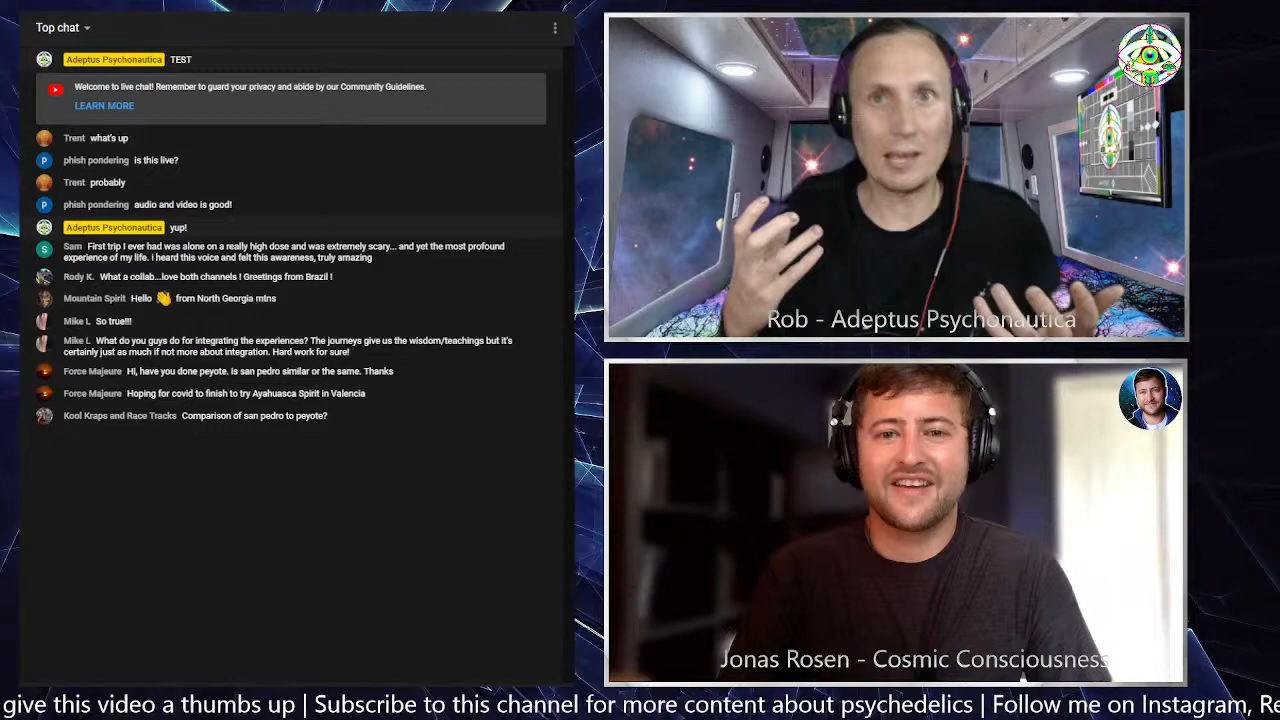 Top chat
Adeptus Psychonautica TEST
Welcome to live chat! Remember to guard your privacy and abide by our Community Guidelines.
LEARN MORE
Trent what's up
P phish pondering is this live?
Trent probably
P phish pondering audio and video is good!
Adeptus Psychonautica yup!
S Sam First trip I ever had was alone on a really high dose and was extremely scary... and yet the most profound
experience of my life. i heard this voice and felt this awareness, truly amazing
Rody K. What a collab...love both channels ! Greetings from Brazil !
Mountain Spirit Hello 👋 from North Georgia mtns
Mike L So true!!!
Mike L What do you guys do for integrating the experiences? The journeys give us the wisdom/teachings but it's
certainly just as much if not more about integration. Hard work for sure!
Force Majeure Hi, have you done peyote. is san pedro similar or the same. Thanks
Force Majeure Hoping for covid to finish to try Ayahuasca Spirit in Valencia
Kool Kraps and Race Tracks Comparison of san pedro to peyote?
Rob - Adeptus Psychonautica
Jonas Rosen - Cosmic Consciousness
give this video a thumbs up | Subscribe to this channel for more content about psychedelics | Follow me on Instagram, Re